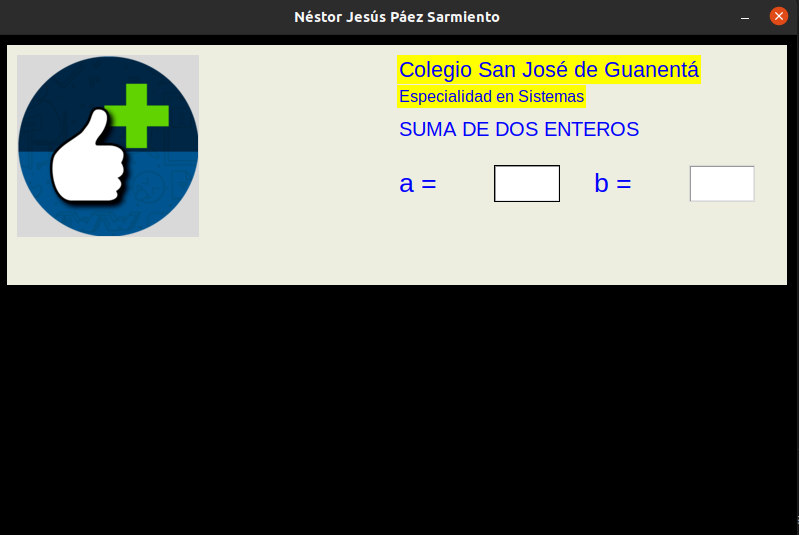 Néstor Jesús Páez Sarmiento
Colegio San José de Guanentá
Especialidad en Sistemas
SUMA DE DOS ENTEROS
a = b =